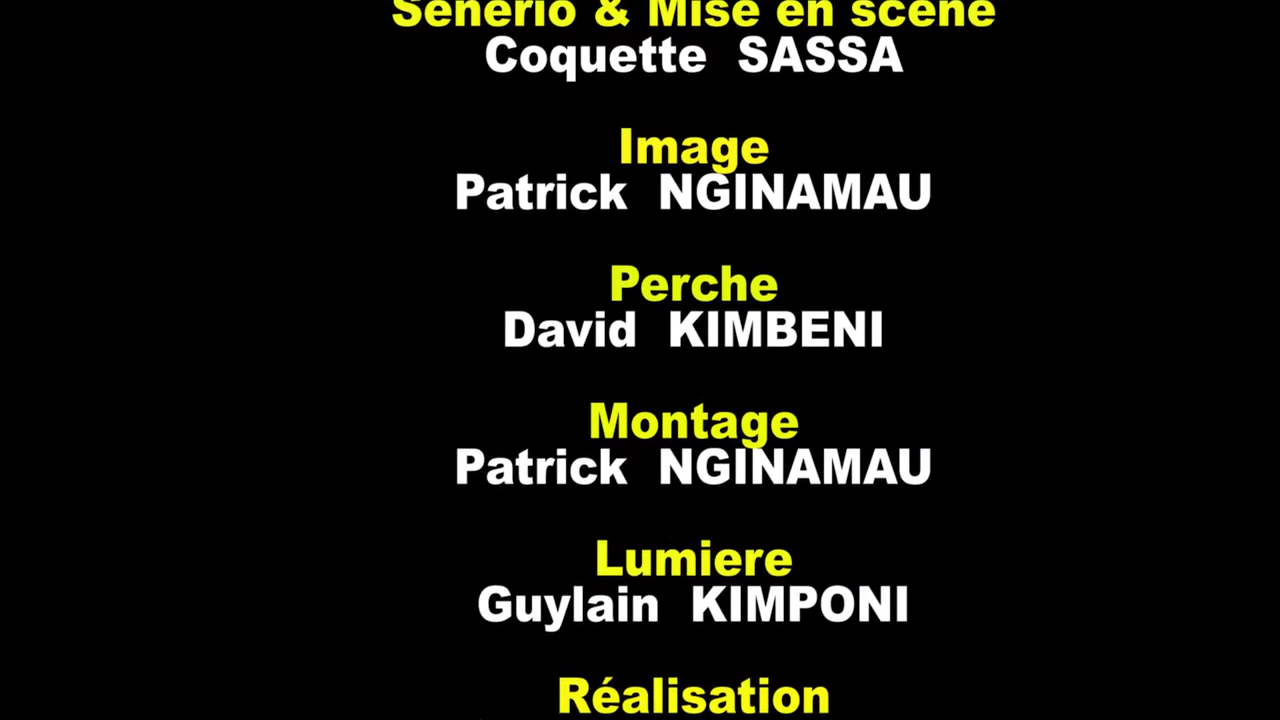 Senerio & Mise en scene
Coquette SASSA
Image
Patrick NGINAMAU
Perche
David KIMBENI
Montage
Patrick NGINAMAU
Lumiere
Guylain KIMPONI
Réalisation